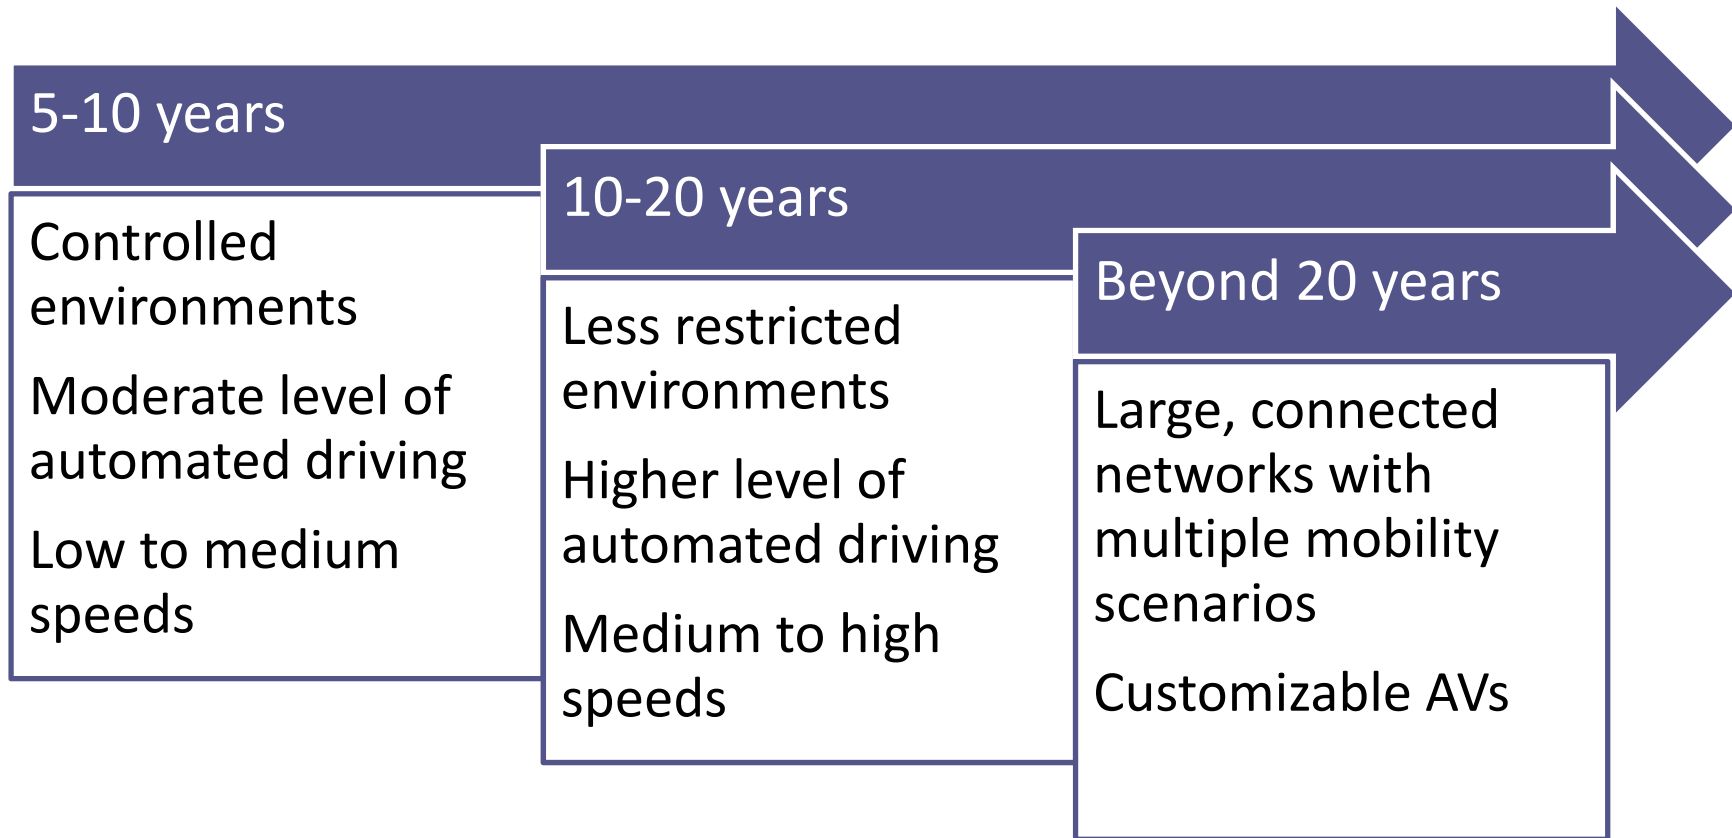 5-10 years
Controlled
environments
Moderate level of
automated driving
Low to medium
speeds
10-20 years
Less restricted
environments
Higher level of
automated driving
Medium to high
speeds
Beyond 20 years
Large, connected
networks with
multiple mobility
scenarios
Customizable AVs